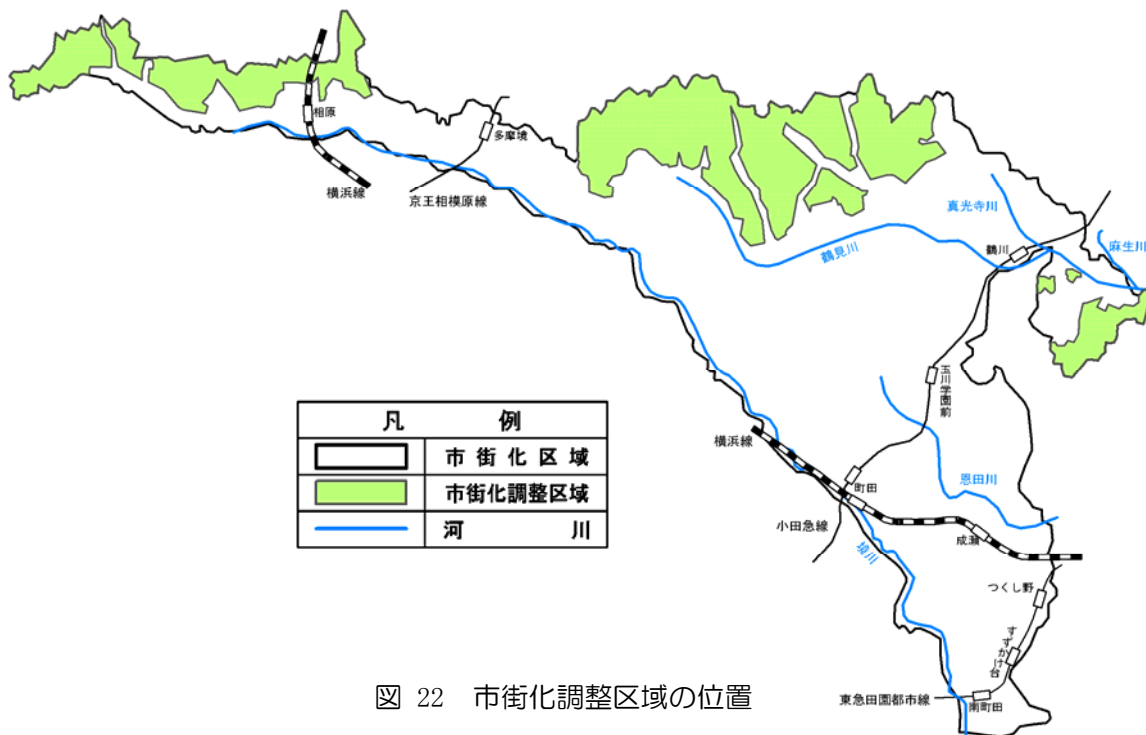 相原
横浜線
多摩境
京王相模原線
真光寺川
麻生川
鶴川
鶴見川
玉川学園前
横浜線
町田
恩田川
小田急線
成瀬
境川
つくし野
すずかけ台
東急田園都市線
南町田
凡 例
市街化区域
市街化調整区域
河 川
図 22 市街化調整区域の位置